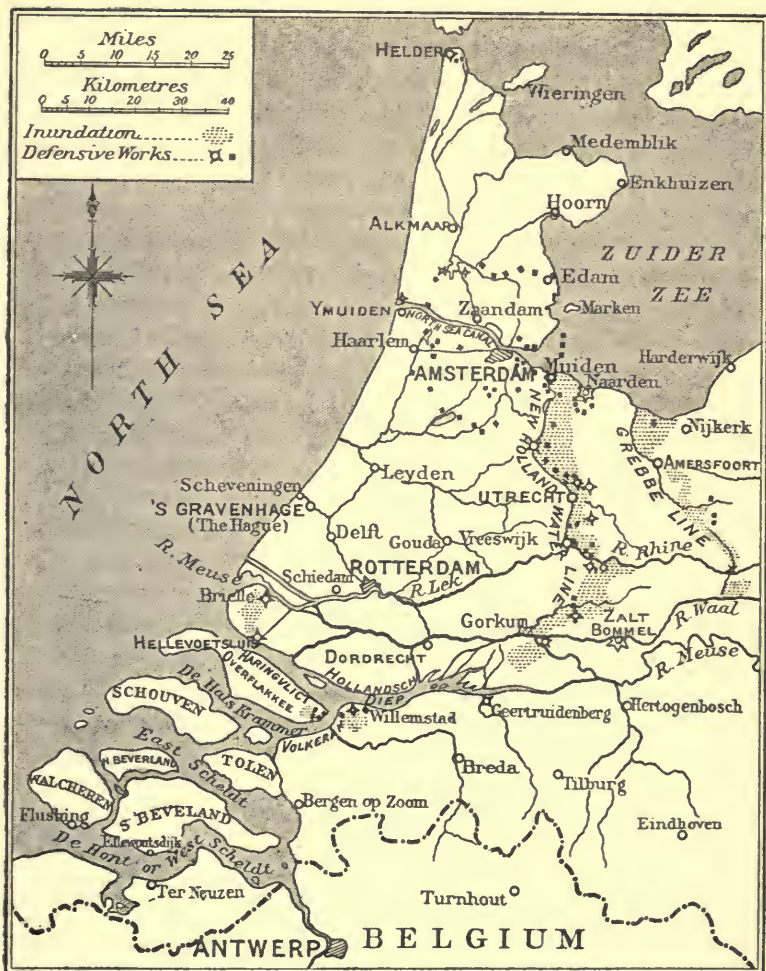 Miles
0 5 10 15 20 25
Kilometres
0 5 10 20 30 40
Inundation
Defensive Works
HELDER
Wieringen
Medemblik
Enkhuizen
Hoorn
ALKMAAR
ZUIDER
ZEE
Edam
Marken
YMUIDEN
NORTH SEA CANAL
Zaandam
Haarlem
AMSTERDAM
Muiden
Naarden
Harderwijk
NORTH SEA
N
Nijkerk
AMERSFOORT
GREBBE LINE
NEW HOLLAND WATER LINE
Leyden
UTRECHT
Scheveningen
'S GRAVENHAGE
(The Hague)
Delft
Gouda
Vreeswijk
R. Rhine
R. Meuse
Schiedam
ROTTERDAM
R. Lek
Brielle
Gorkum
ZALT
BOMMEL
R. Waal
HELLEVOETSLUIS
HARINGVLIET
OVERFLAKKEE
DORDRECHT
HOLLANDSCH
DIEP
R. Meuse
De Hals Krammer
VOLKERAK
Willemstad
Geertruidenberg
Hertogenbosch
SCHOUVEN
East Scheldt
TOLEN
N BEVERLAND
WALCHEREN
Breda
Tilburg
Flushing
S' BEVELAND
Bergen op Zoom
Eindhoven
Ellewoutsdijk
De Hont or West Scheldt
Ter Neuzen
Turnhout
ANTWERP
BELGIUM